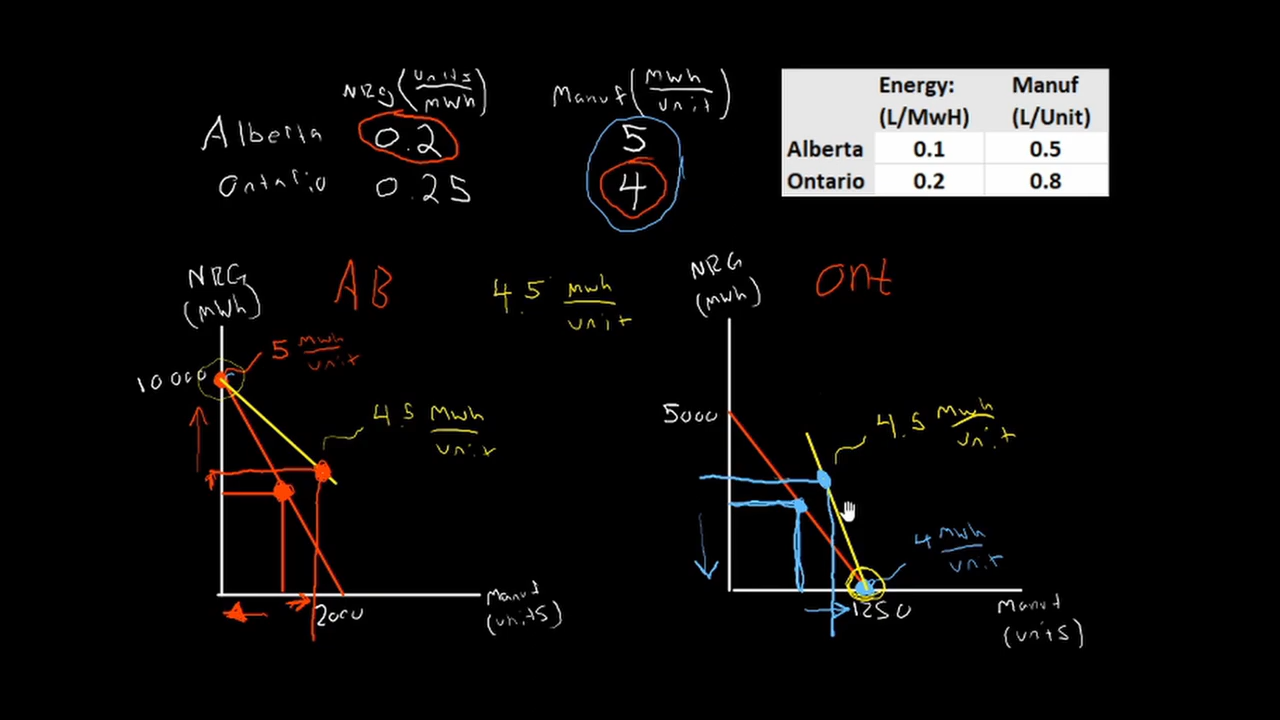 NRG (units/MWh) Manuf (MWh/unit)
Alberta 0.2 5
Ontario 0.25 4
Energy: Manuf
(L/MwH) (L/Unit)
Alberta 0.1 0.5
Ontario 0.2 0.8
NRG
(MWh)
AB
4.5 MWh/unit
NRG
(MWh)
Ont
5 MWh/unit
10 000
4.5 MWh/unit
5000
4.5 MWh/unit
4 MWh/unit
2000
Manuf
(units)
1250
Manuf
(units)